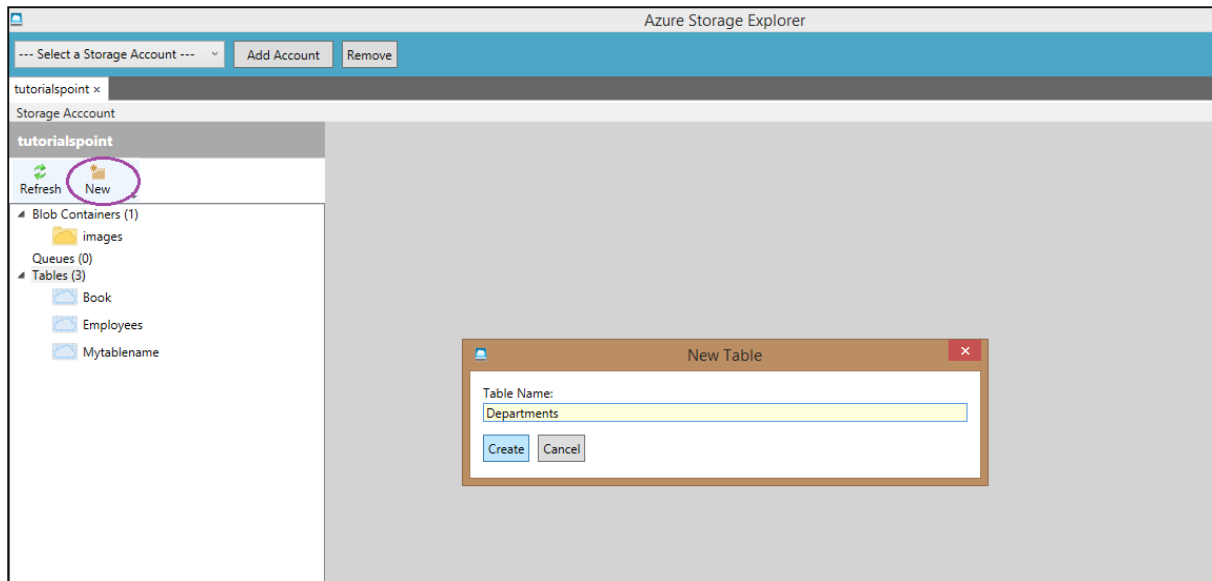 Azure Storage Explorer
--- Select a Storage Account --- Add Account Remove
tutorialspoint ×
Storage Acccount
tutorialspoint
Refresh New
Blob Containers (1)
images
Queues (0)
Tables (3)
Book
Employees
Mytablename
New Table
Table Name:
Departments
Create Cancel